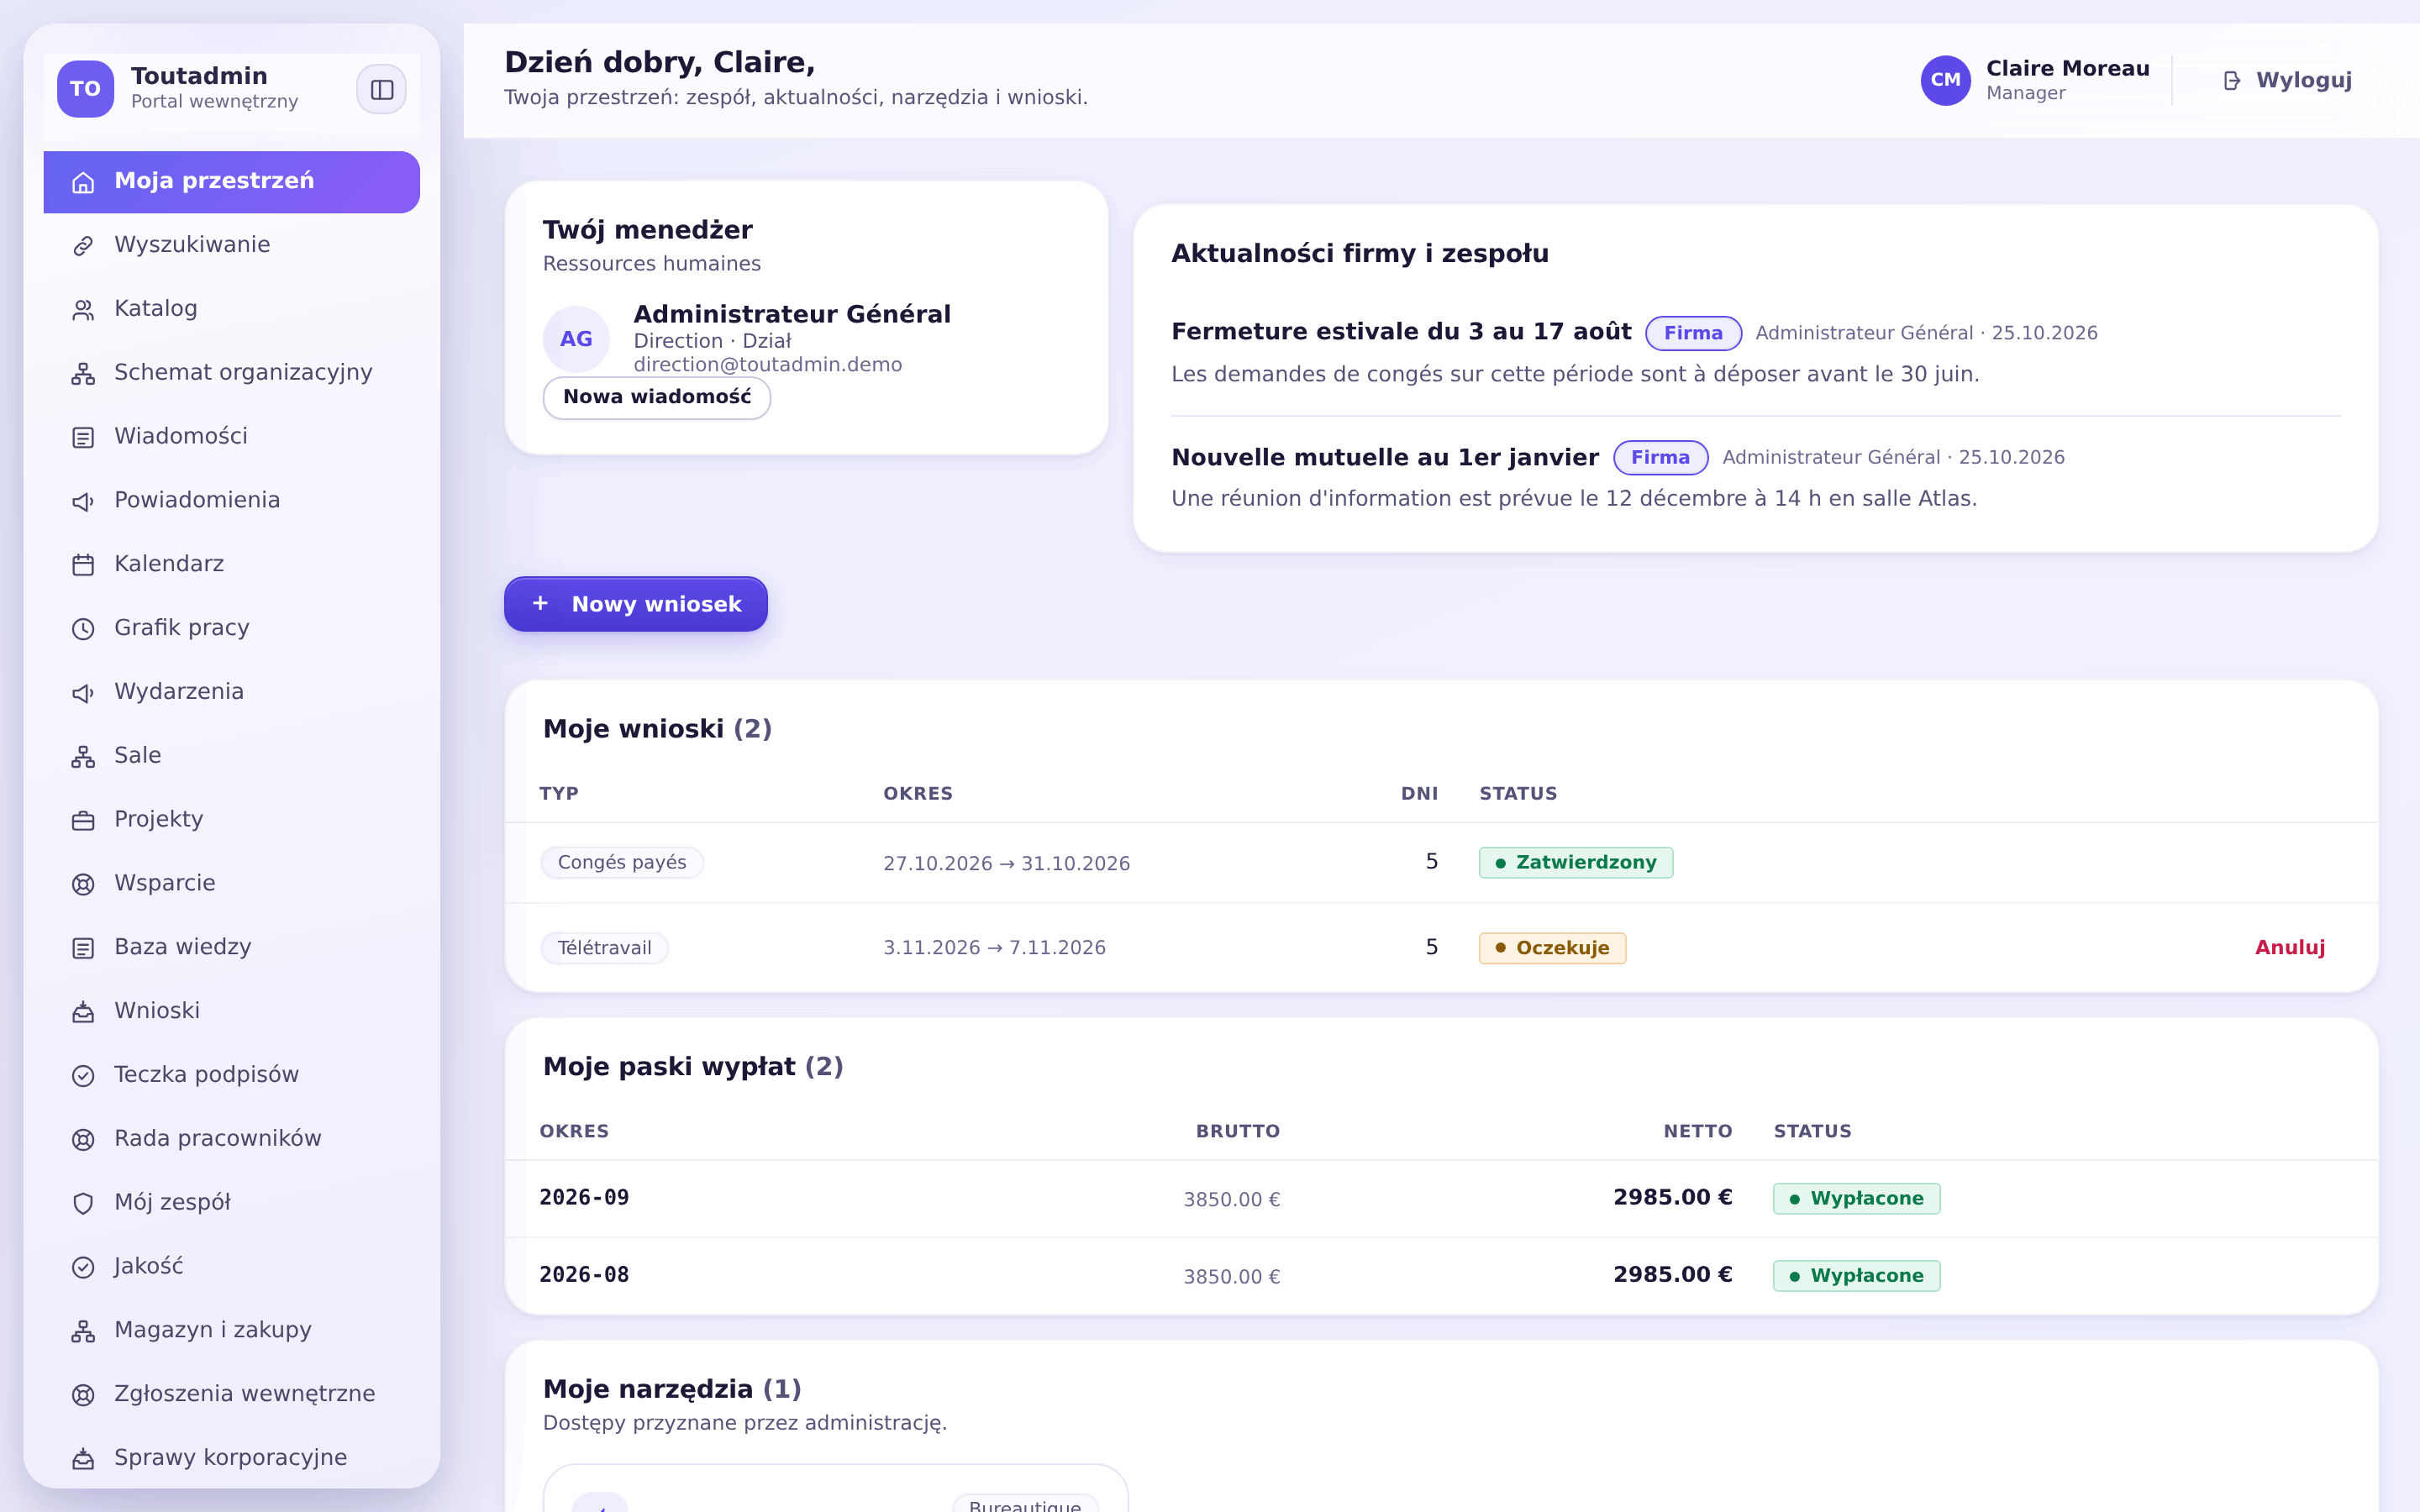 TO
Toutadmin
Portal wewnętrzny
Moja przestrzeń
Wyszukiwanie
Katalog
Schemat organizacyjny
Wiadomości
Powiadomienia
Kalendarz
Grafik pracy
Wydarzenia
Sale
Projekty
Wsparcie
Baza wiedzy
Wnioski
Teczka podpisów
Rada pracowników
Mój zespół
Jakość
Magazyn i zakupy
Zgłoszenia wewnętrzne
Sprawy korporacyjne
Dzień dobry, Claire,
Twoja przestrzeń: zespół, aktualności, narzędzia i wnioski.
CM
Claire Moreau
Manager
Wyloguj
Twój menedżer
Ressources humaines
AG
Administrateur Général
Direction · Dział
direction@toutadmin.demo
Nowa wiadomość
Aktualności firmy i zespołu
Fermeture estivale du 3 au 17 août Firma Administrateur Général · 25.10.2026
Les demandes de congés sur cette période sont à déposer avant le 30 juin.
Nouvelle mutuelle au 1er janvier Firma Administrateur Général · 25.10.2026
Une réunion d'information est prévue le 12 décembre à 14 h en salle Atlas.
+ Nowy wniosek
Moje wnioski (2)
TYP OKRES DNI STATUS
Congés payés 27.10.2026 → 31.10.2026 5 Zatwierdzony
Télétravail 3.11.2026 → 7.11.2026 5 Oczekuje Anuluj
Moje paski wypłat (2)
OKRES BRUTTO NETTO STATUS
2026-09 3850.00 € 2985.00 € Wypłacone
2026-08 3850.00 € 2985.00 € Wypłacone
Moje narzędzia (1)
Dostępy przyznane przez administrację.
Bureautique